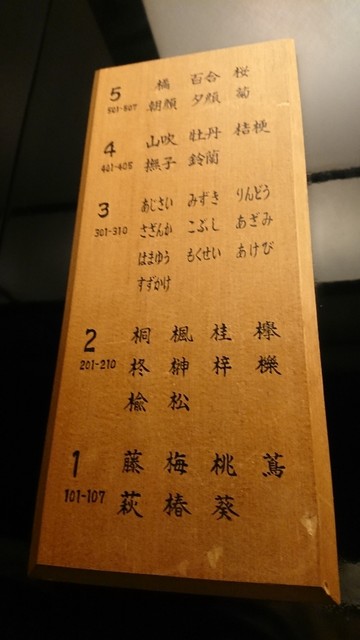 5 橘 百合 桜
501-507 朝顔 夕顔 菊
4 山吹 牡丹 桔梗
401-405 撫子 鈴蘭
3 あじさい みずき りんどう
301-310 さざんか こぶし あざみ
はまゆう もくせい あけび
すずかけ
2 桐 楓 桂 欅
201-210 柊 榊 梓 櫟
楡 松
1 藤 梅 桃 蔦
101-107 萩 椿 葵